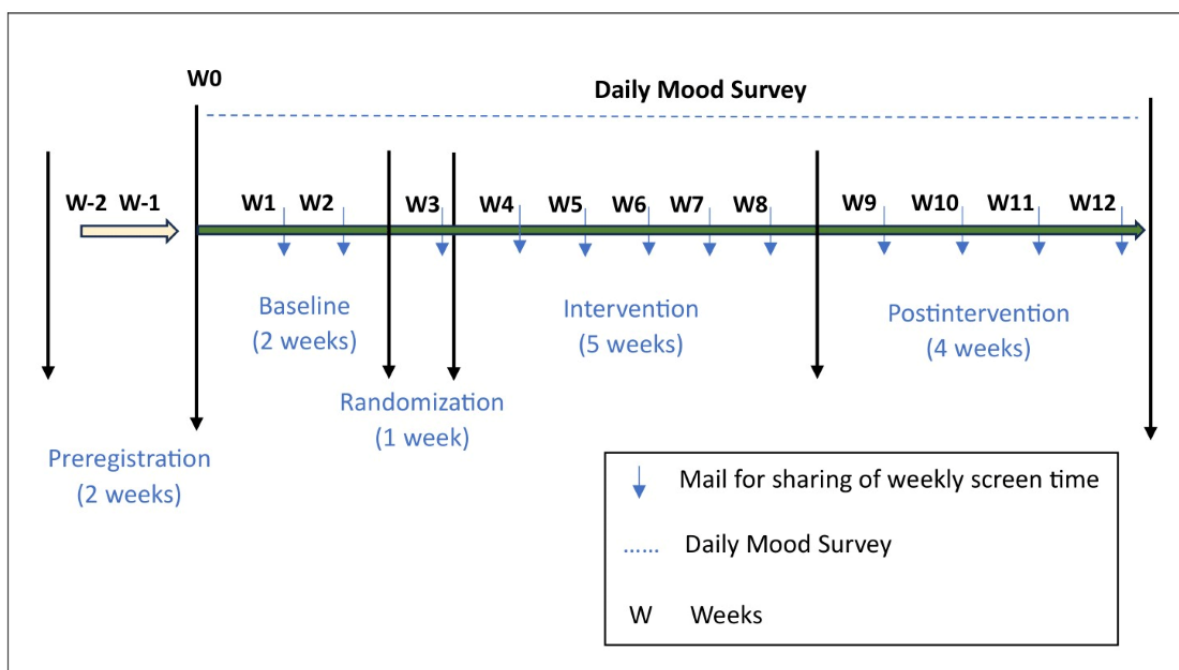 W0
Daily Mood Survey
W-2 W-1
W1 W2 W3 W4 W5 W6 W7 W8 W9 W10 W11 W12
Baseline
(2 weeks)
Intervention
(5 weeks)
Postintervention
(4 weeks)
Randomization
(1 week)
Preregistration
(2 weeks)
Mail for sharing of weekly screen time
...... Daily Mood Survey
W Weeks